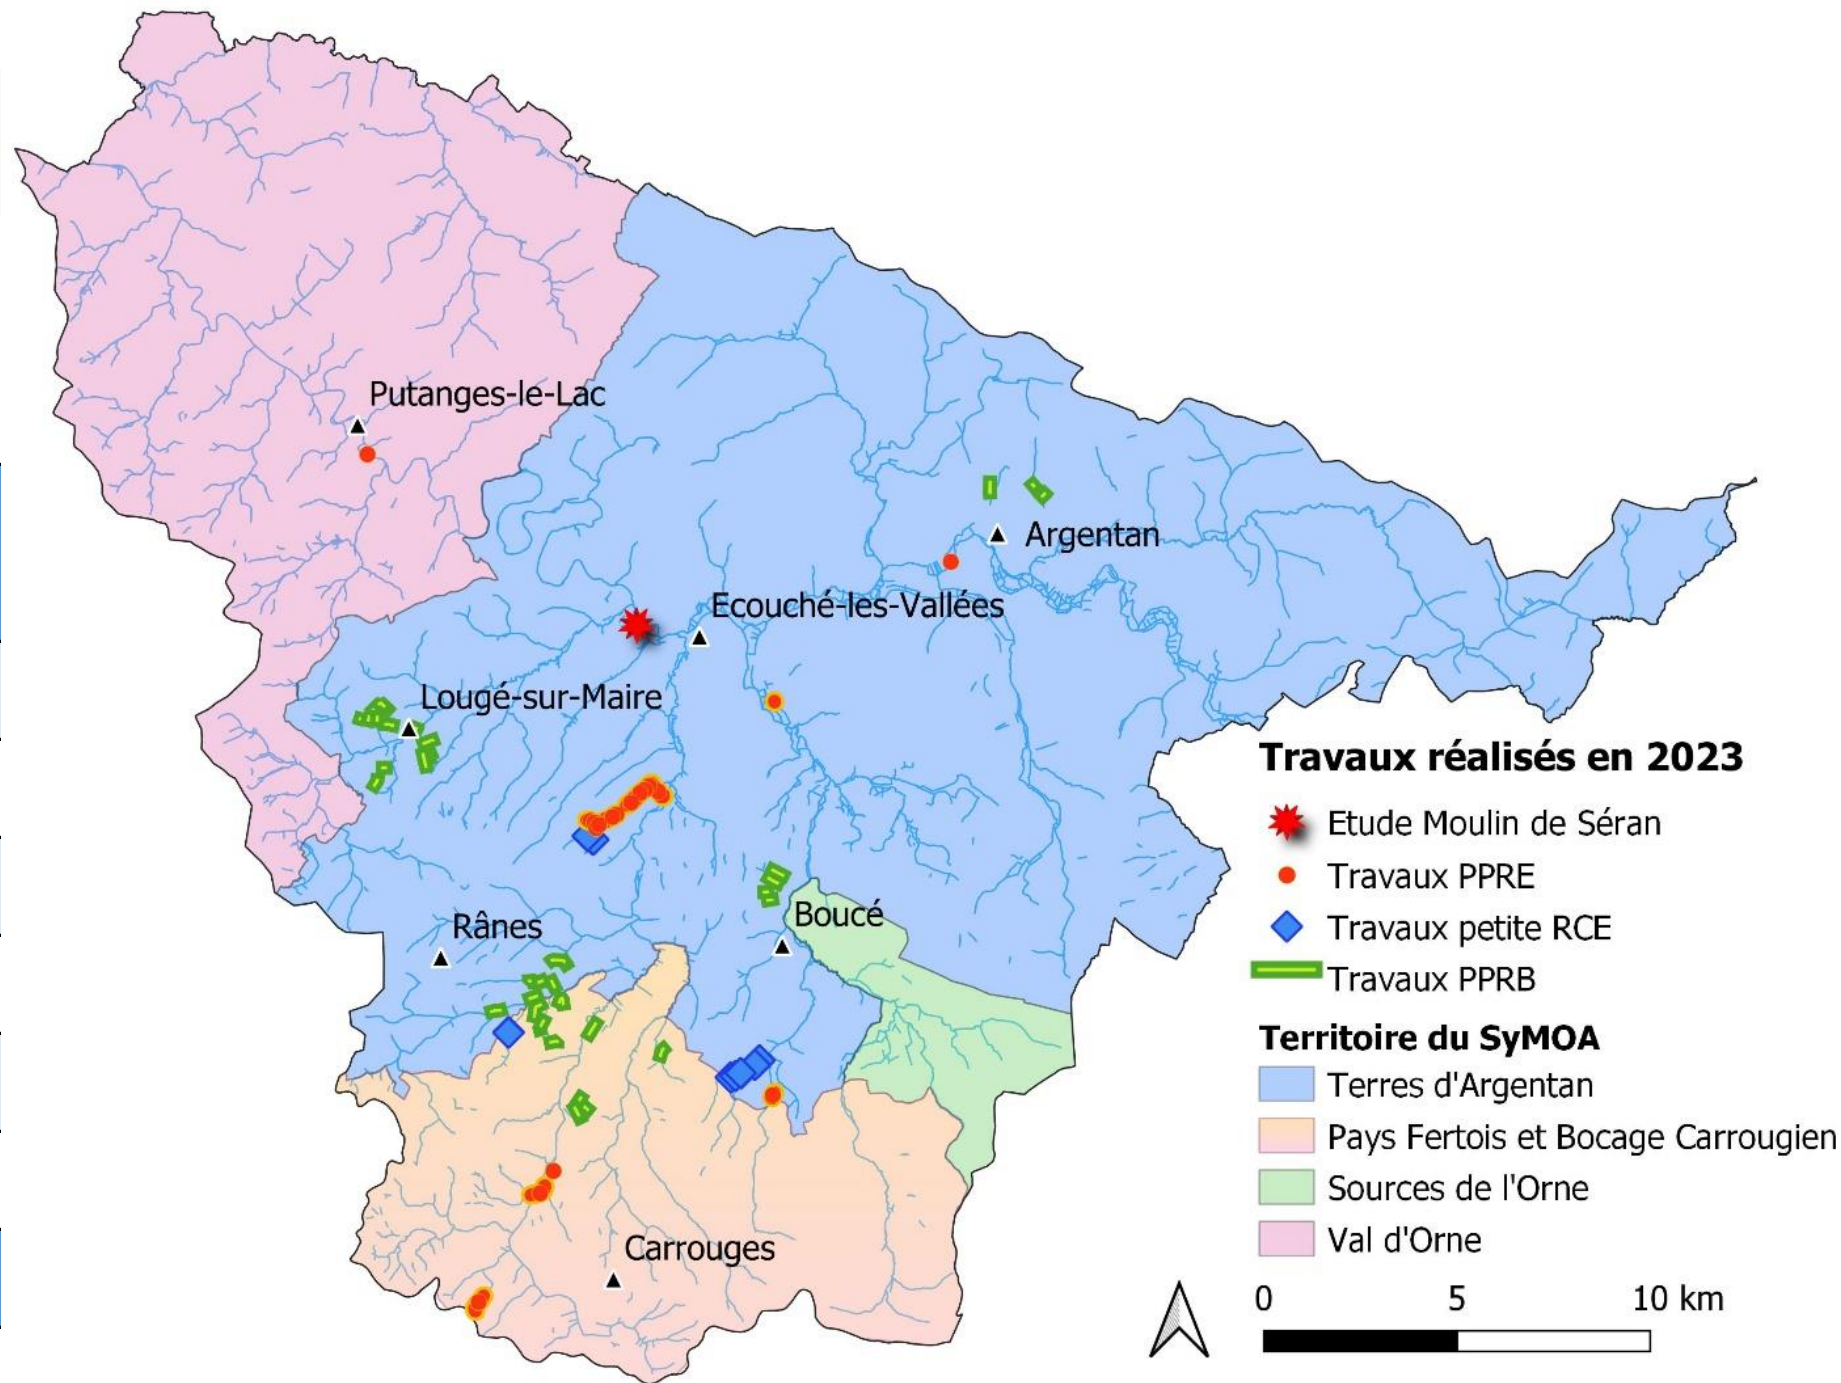 Putanges-le-Lac
Argentan
Ecouché-les-Vallées
Lougé-sur-Maire
Boucé
Rânes
Carrouges
Travaux réalisés en 2023
Etude Moulin de Séran
Travaux PPRE
Travaux petite RCE
Travaux PPRB
Territoire du SyMOA
Terres d'Argentan
Pays Fertois et Bocage Carrougien
Sources de l'Orne
Val d'Orne
0 5 10 km